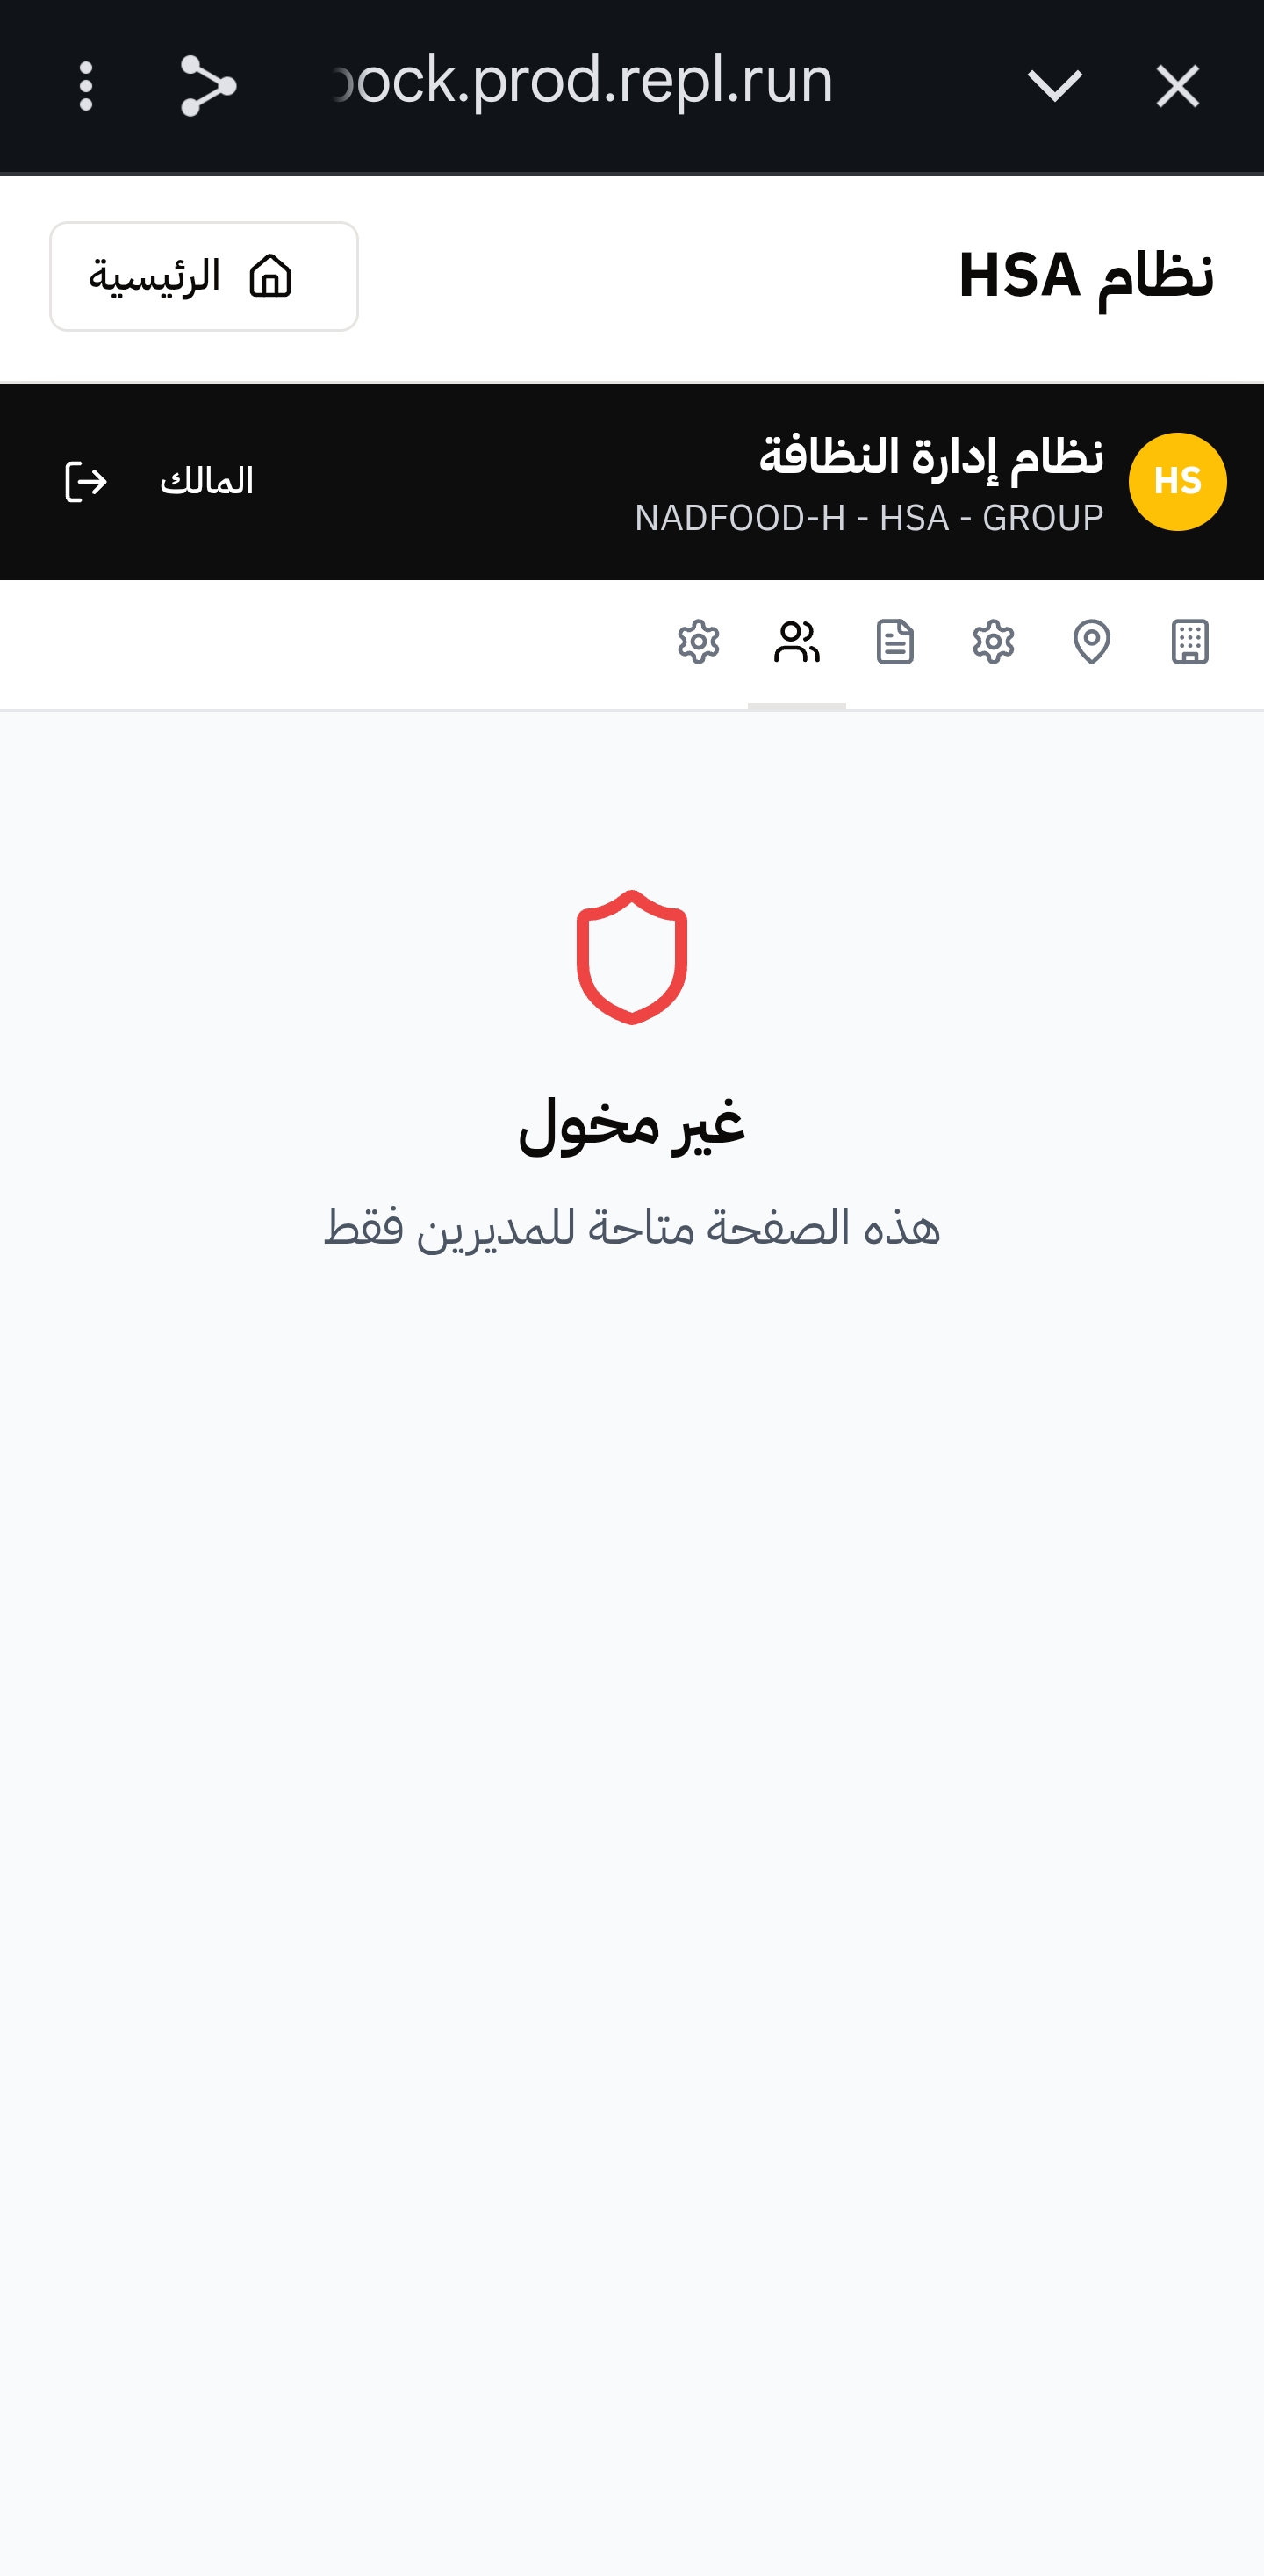 ock.prod.repl.run
نظام HSA
الرئيسية
HS
نظام إدارة النظافة
NADFOOD-H - HSA - GROUP
المالك
غير مخول
هذه الصفحة متاحة للمديرين فقط